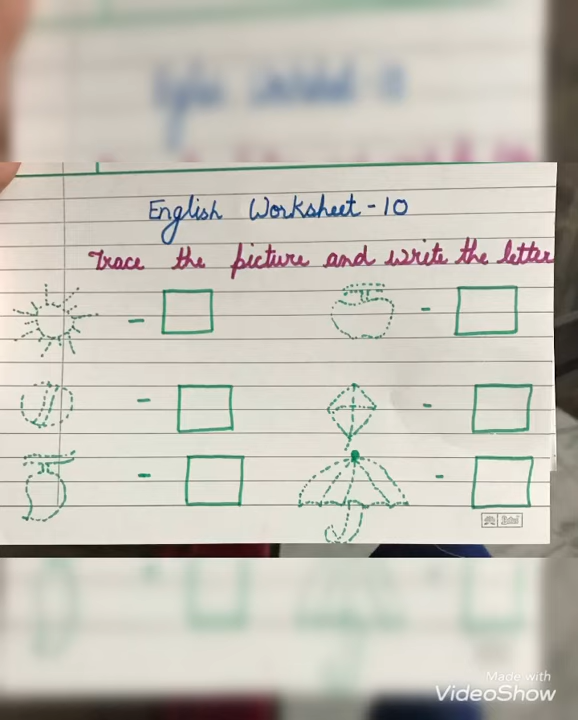 English Worksheet - 10
Trace the picture and write the letter
-
-
-
-
-
-
Made with
VideoShow